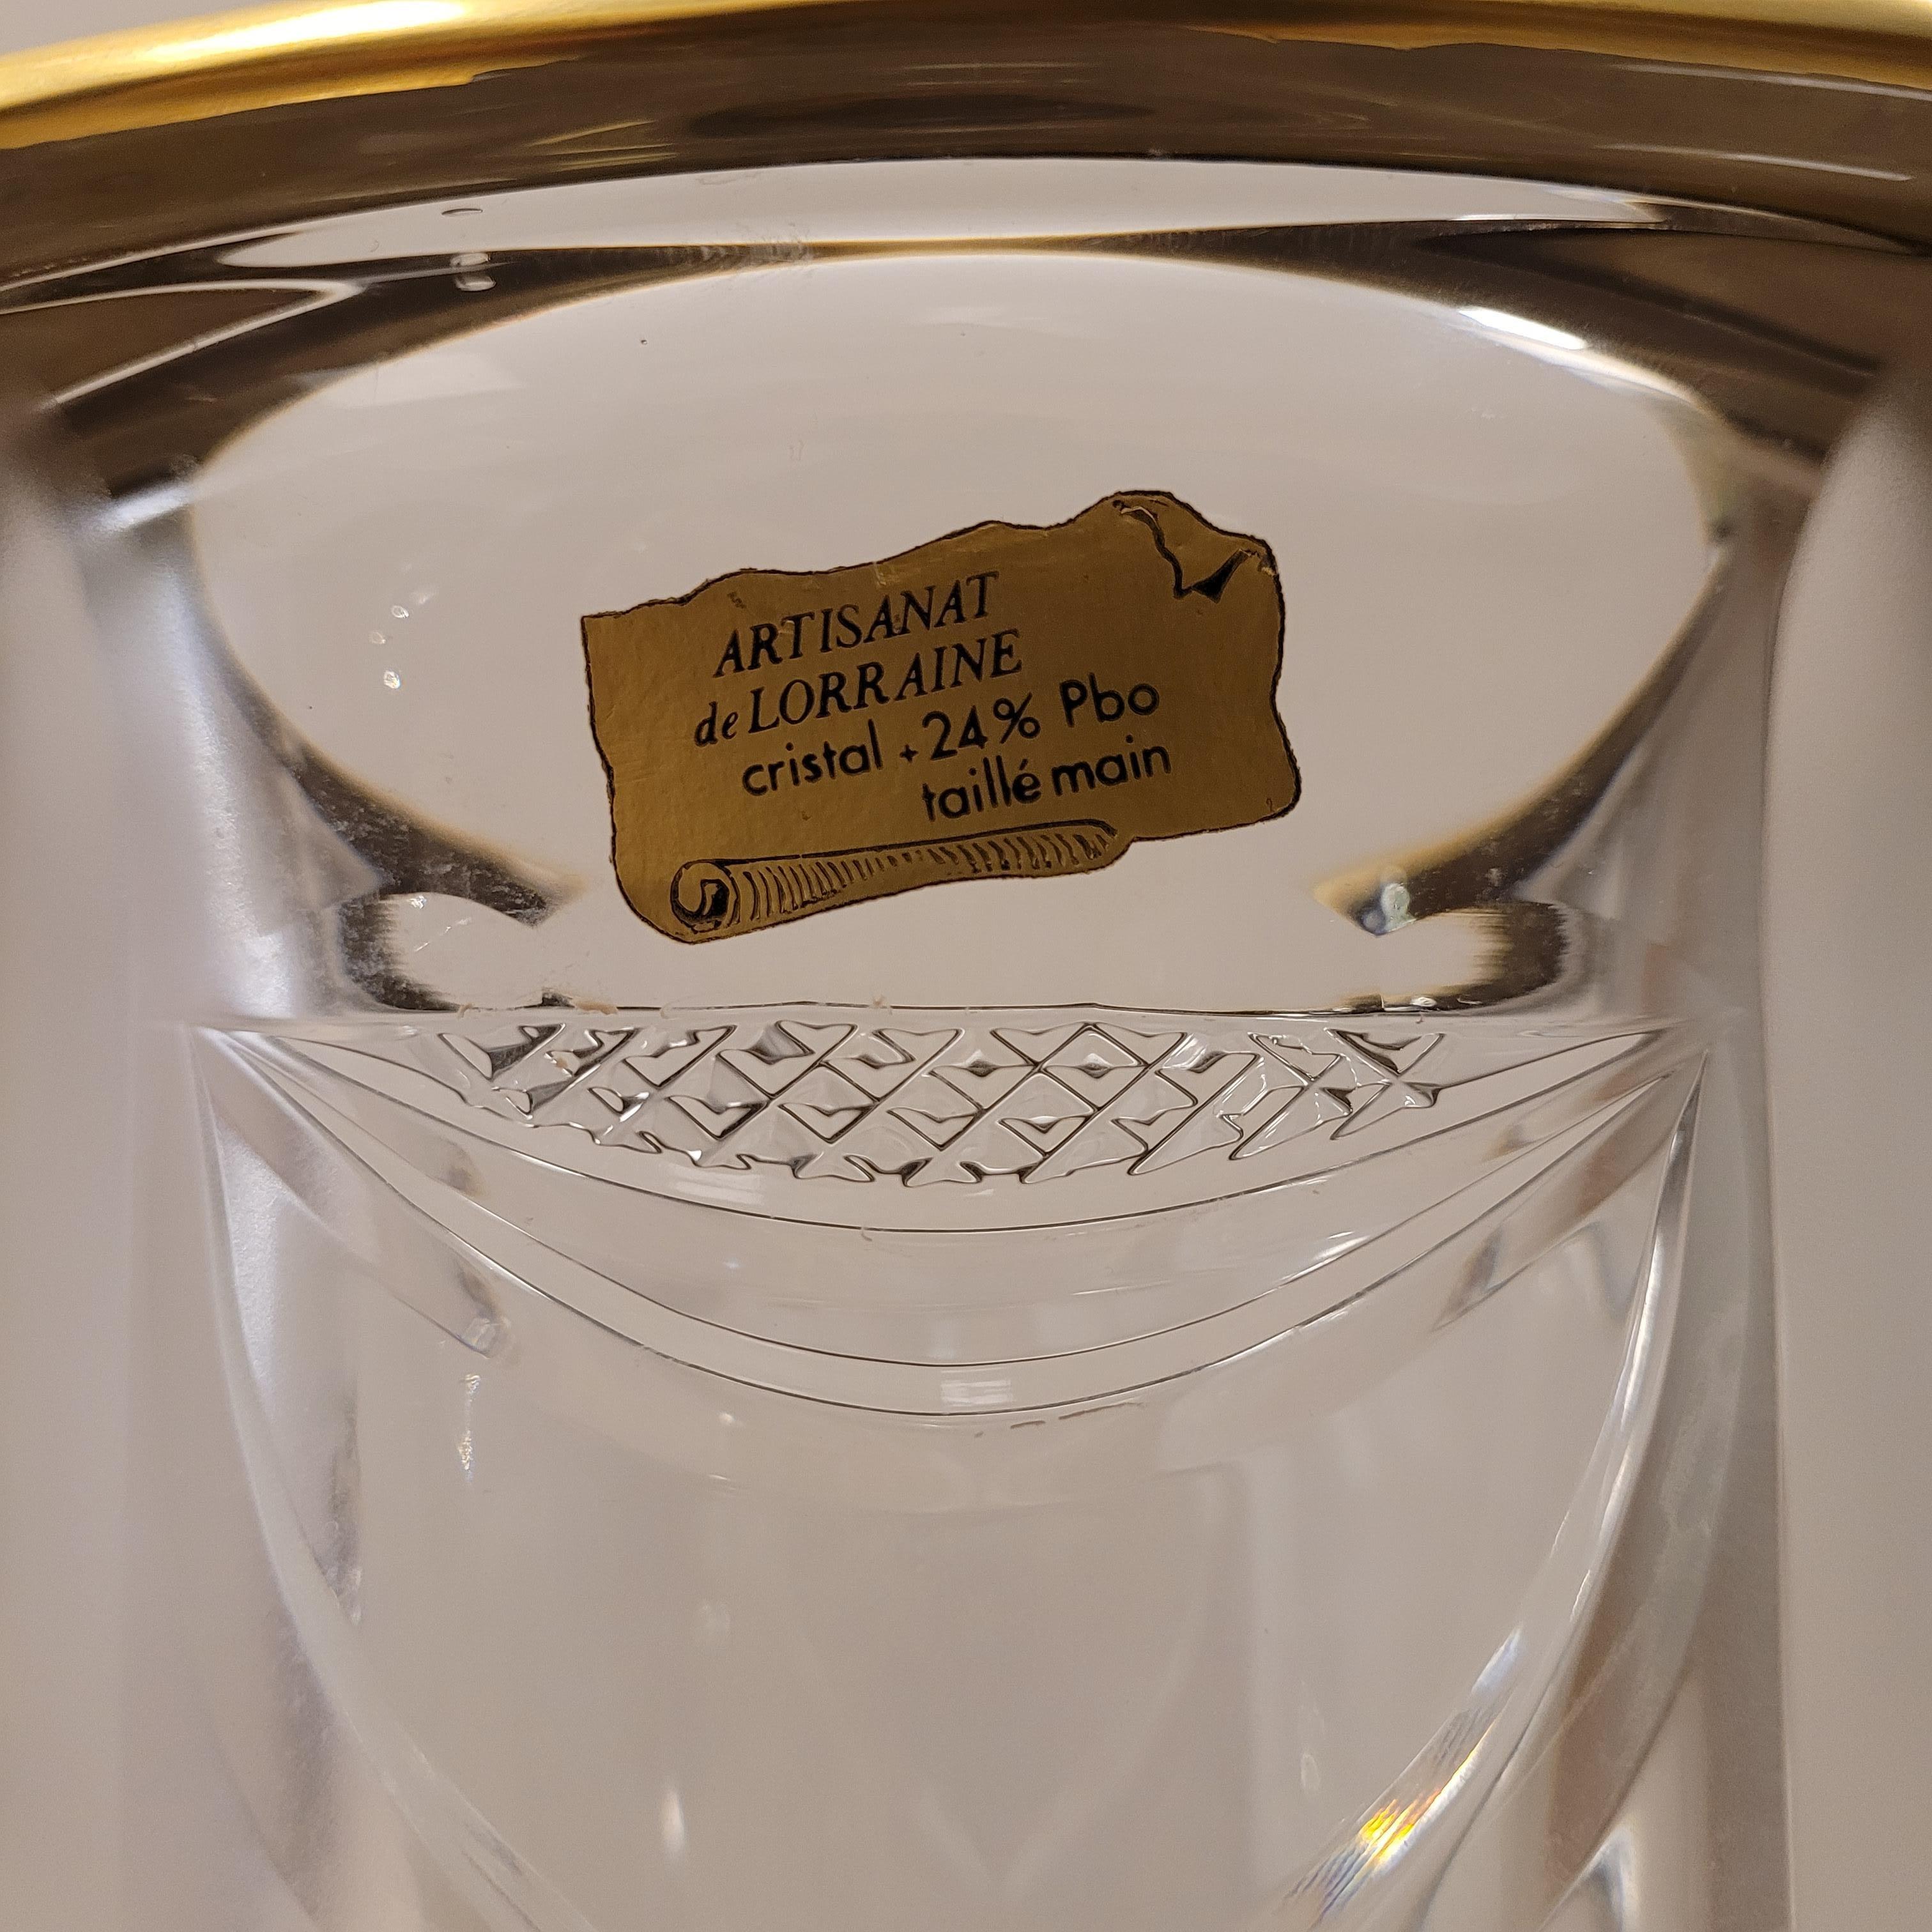 ARTISANAT
de LORRAINE
cristal + 24% Pbo
taillé main